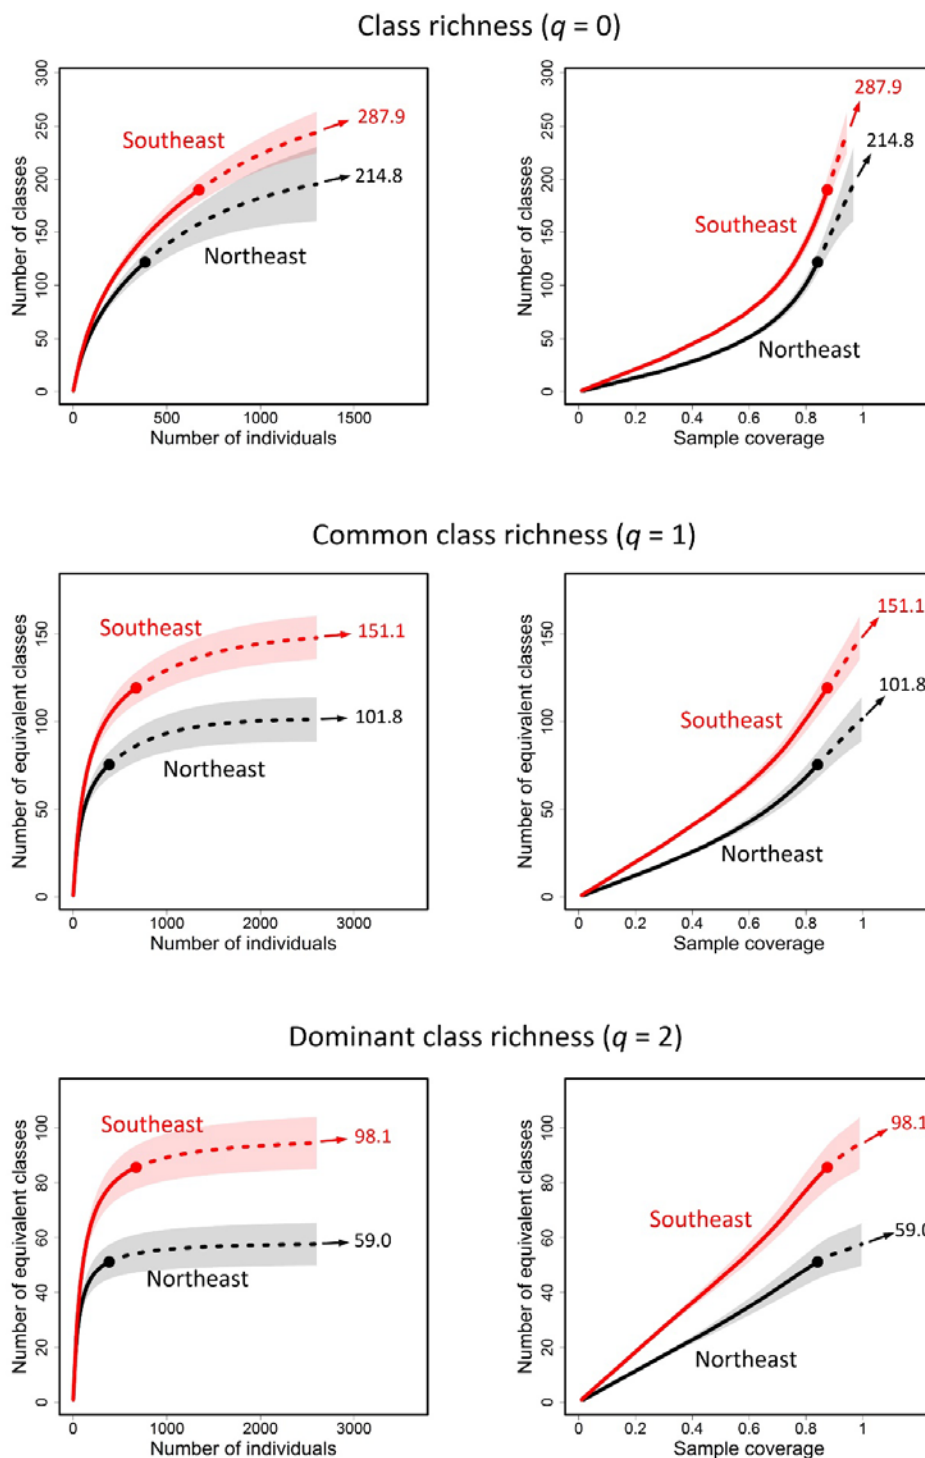 Class richness (q = 0)
Number of classes
300
250
200
150
100
50
0
Southeast
287.9
214.8
Northeast
0 500 1000 1500
Number of individuals
Number of classes
300
250
200
150
100
50
0
287.9
214.8
Southeast
Northeast
0 0.2 0.4 0.6 0.8 1
Sample coverage
Common class richness (q = 1)
Number of equivalent classes
150
100
50
0
Southeast
151.1
101.8
Northeast
0 1000 2000 3000
Number of individuals
Number of equivalent classes
150
100
50
0
151.1
101.8
Southeast
Northeast
0 0.2 0.4 0.6 0.8 1
Sample coverage
Dominant class richness (q = 2)
Number of equivalent classes
100
80
60
40
20
0
Southeast
98.1
59.0
Northeast
0 1000 2000 3000
Number of individuals
Number of equivalent classes
100
80
60
40
20
0
98.1
Southeast
59.0
Northeast
0 0.2 0.4 0.6 0.8 1
Sample coverage